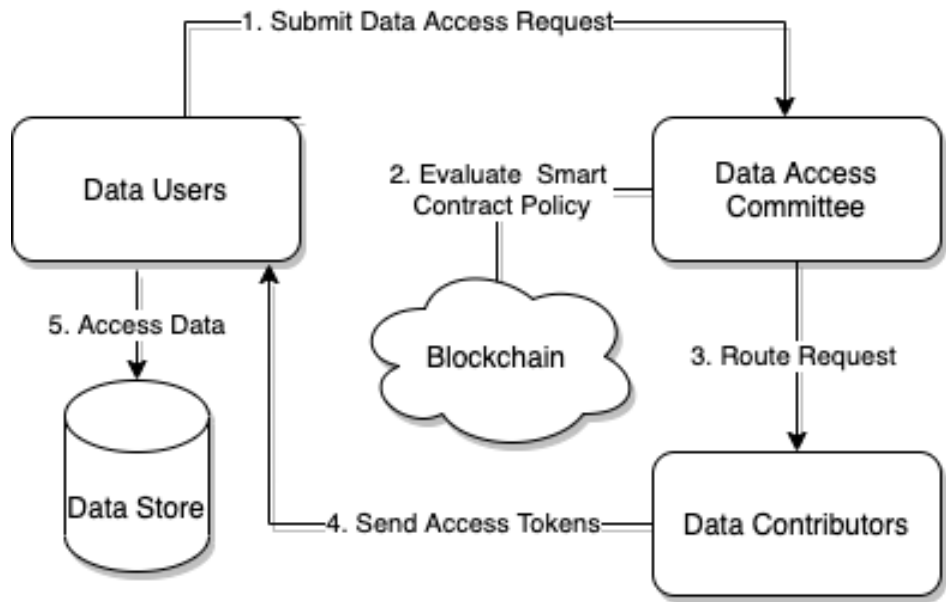 1. Submit Data Access Request
Data Users
2. Evaluate Smart
Contract Policy
Data Access
Committee
5. Access Data
Blockchain
3. Route Request
Data Store
4. Send Access Tokens
Data Contributors